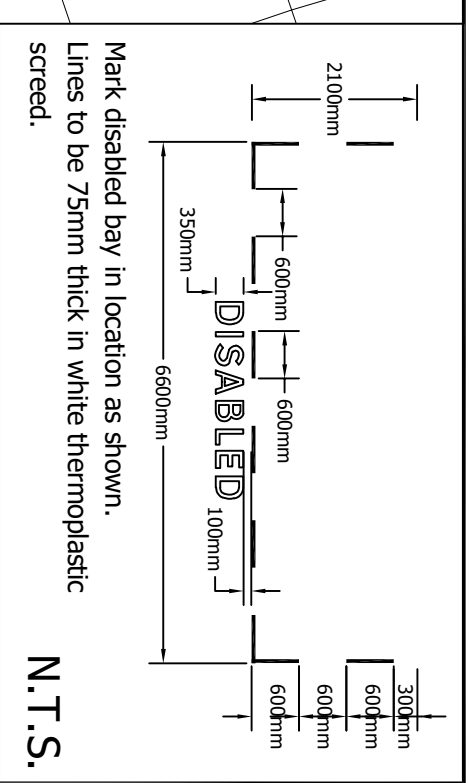 2100mm
600mm
600mm
350mm
DISABLED
100mm
6600mm
300mm
600mm
600mm
600mm
Mark disabled bay in location as shown.
Lines to be 75mm thick in white thermoplastic
screed.
N.T.S.